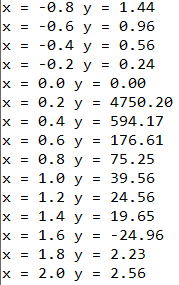 x = -0.8 y = 1.44
x = -0.6 y = 0.96
x = -0.4 y = 0.56
x = -0.2 y = 0.24
x = 0.0 y = 0.00
x = 0.2 y = 4750.20
x = 0.4 y = 594.17
x = 0.6 y = 176.61
x = 0.8 y = 75.25
x = 1.0 y = 39.56
x = 1.2 y = 24.56
x = 1.4 y = 19.65
x = 1.6 y = -24.96
x = 1.8 y = 2.23
x = 2.0 y = 2.56